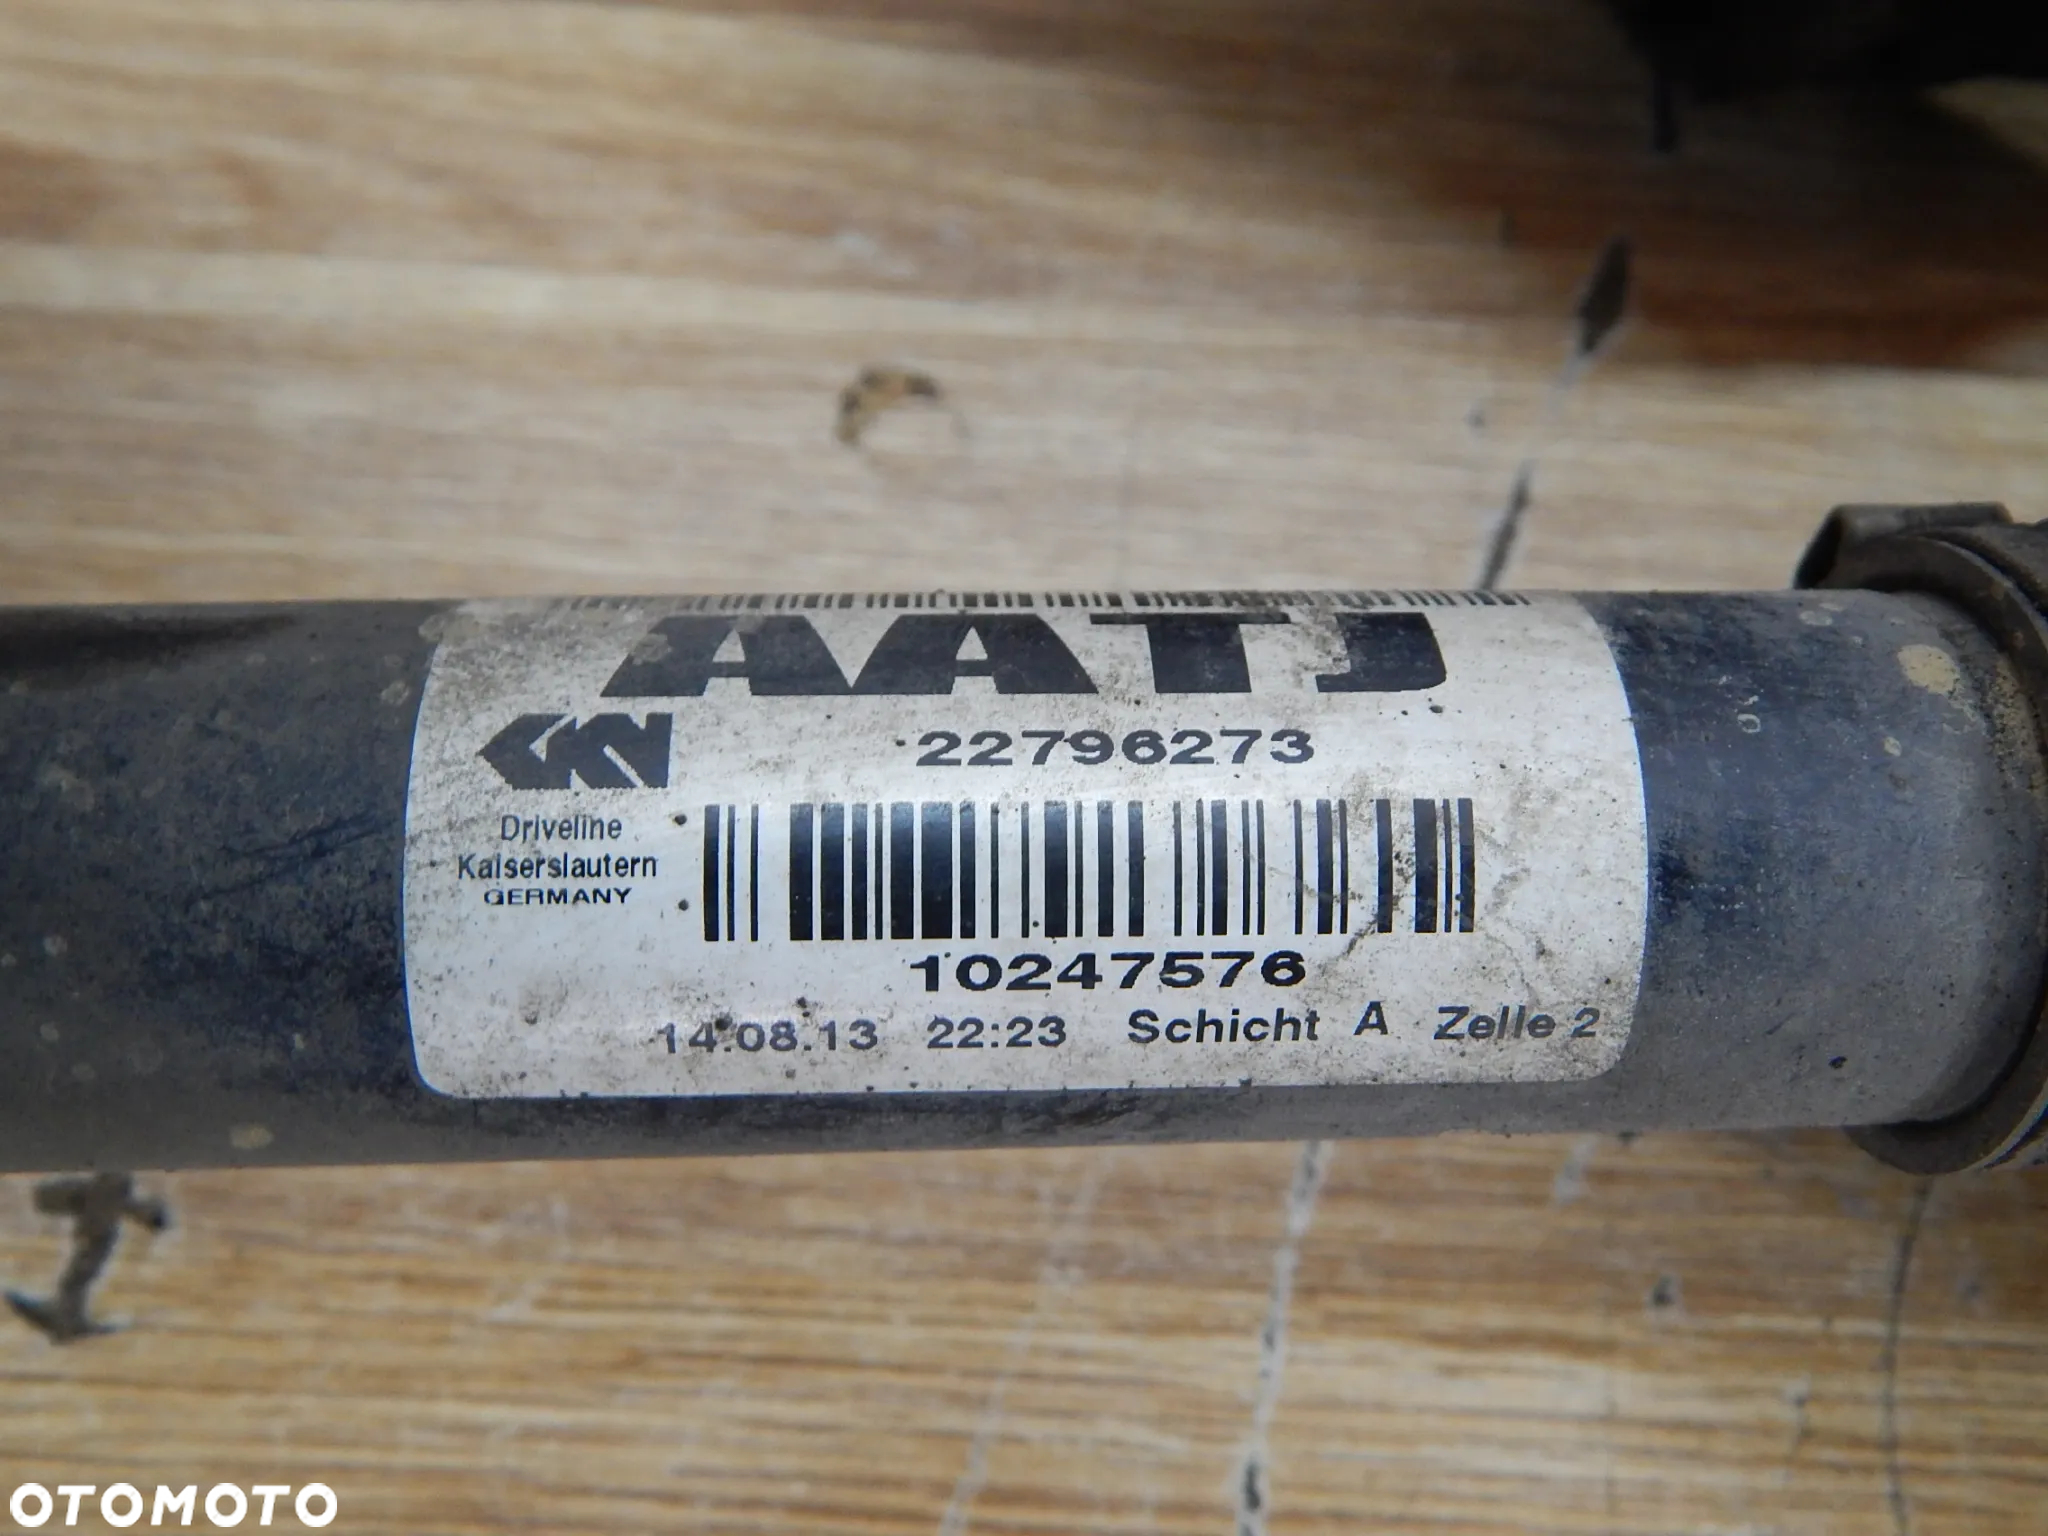 AATJ
GKN
22796273
Driveline
Kaiserslautern
GERMANY
10247576
14.08.13 22:23 Schicht A Zelle 2
OTOMOTO